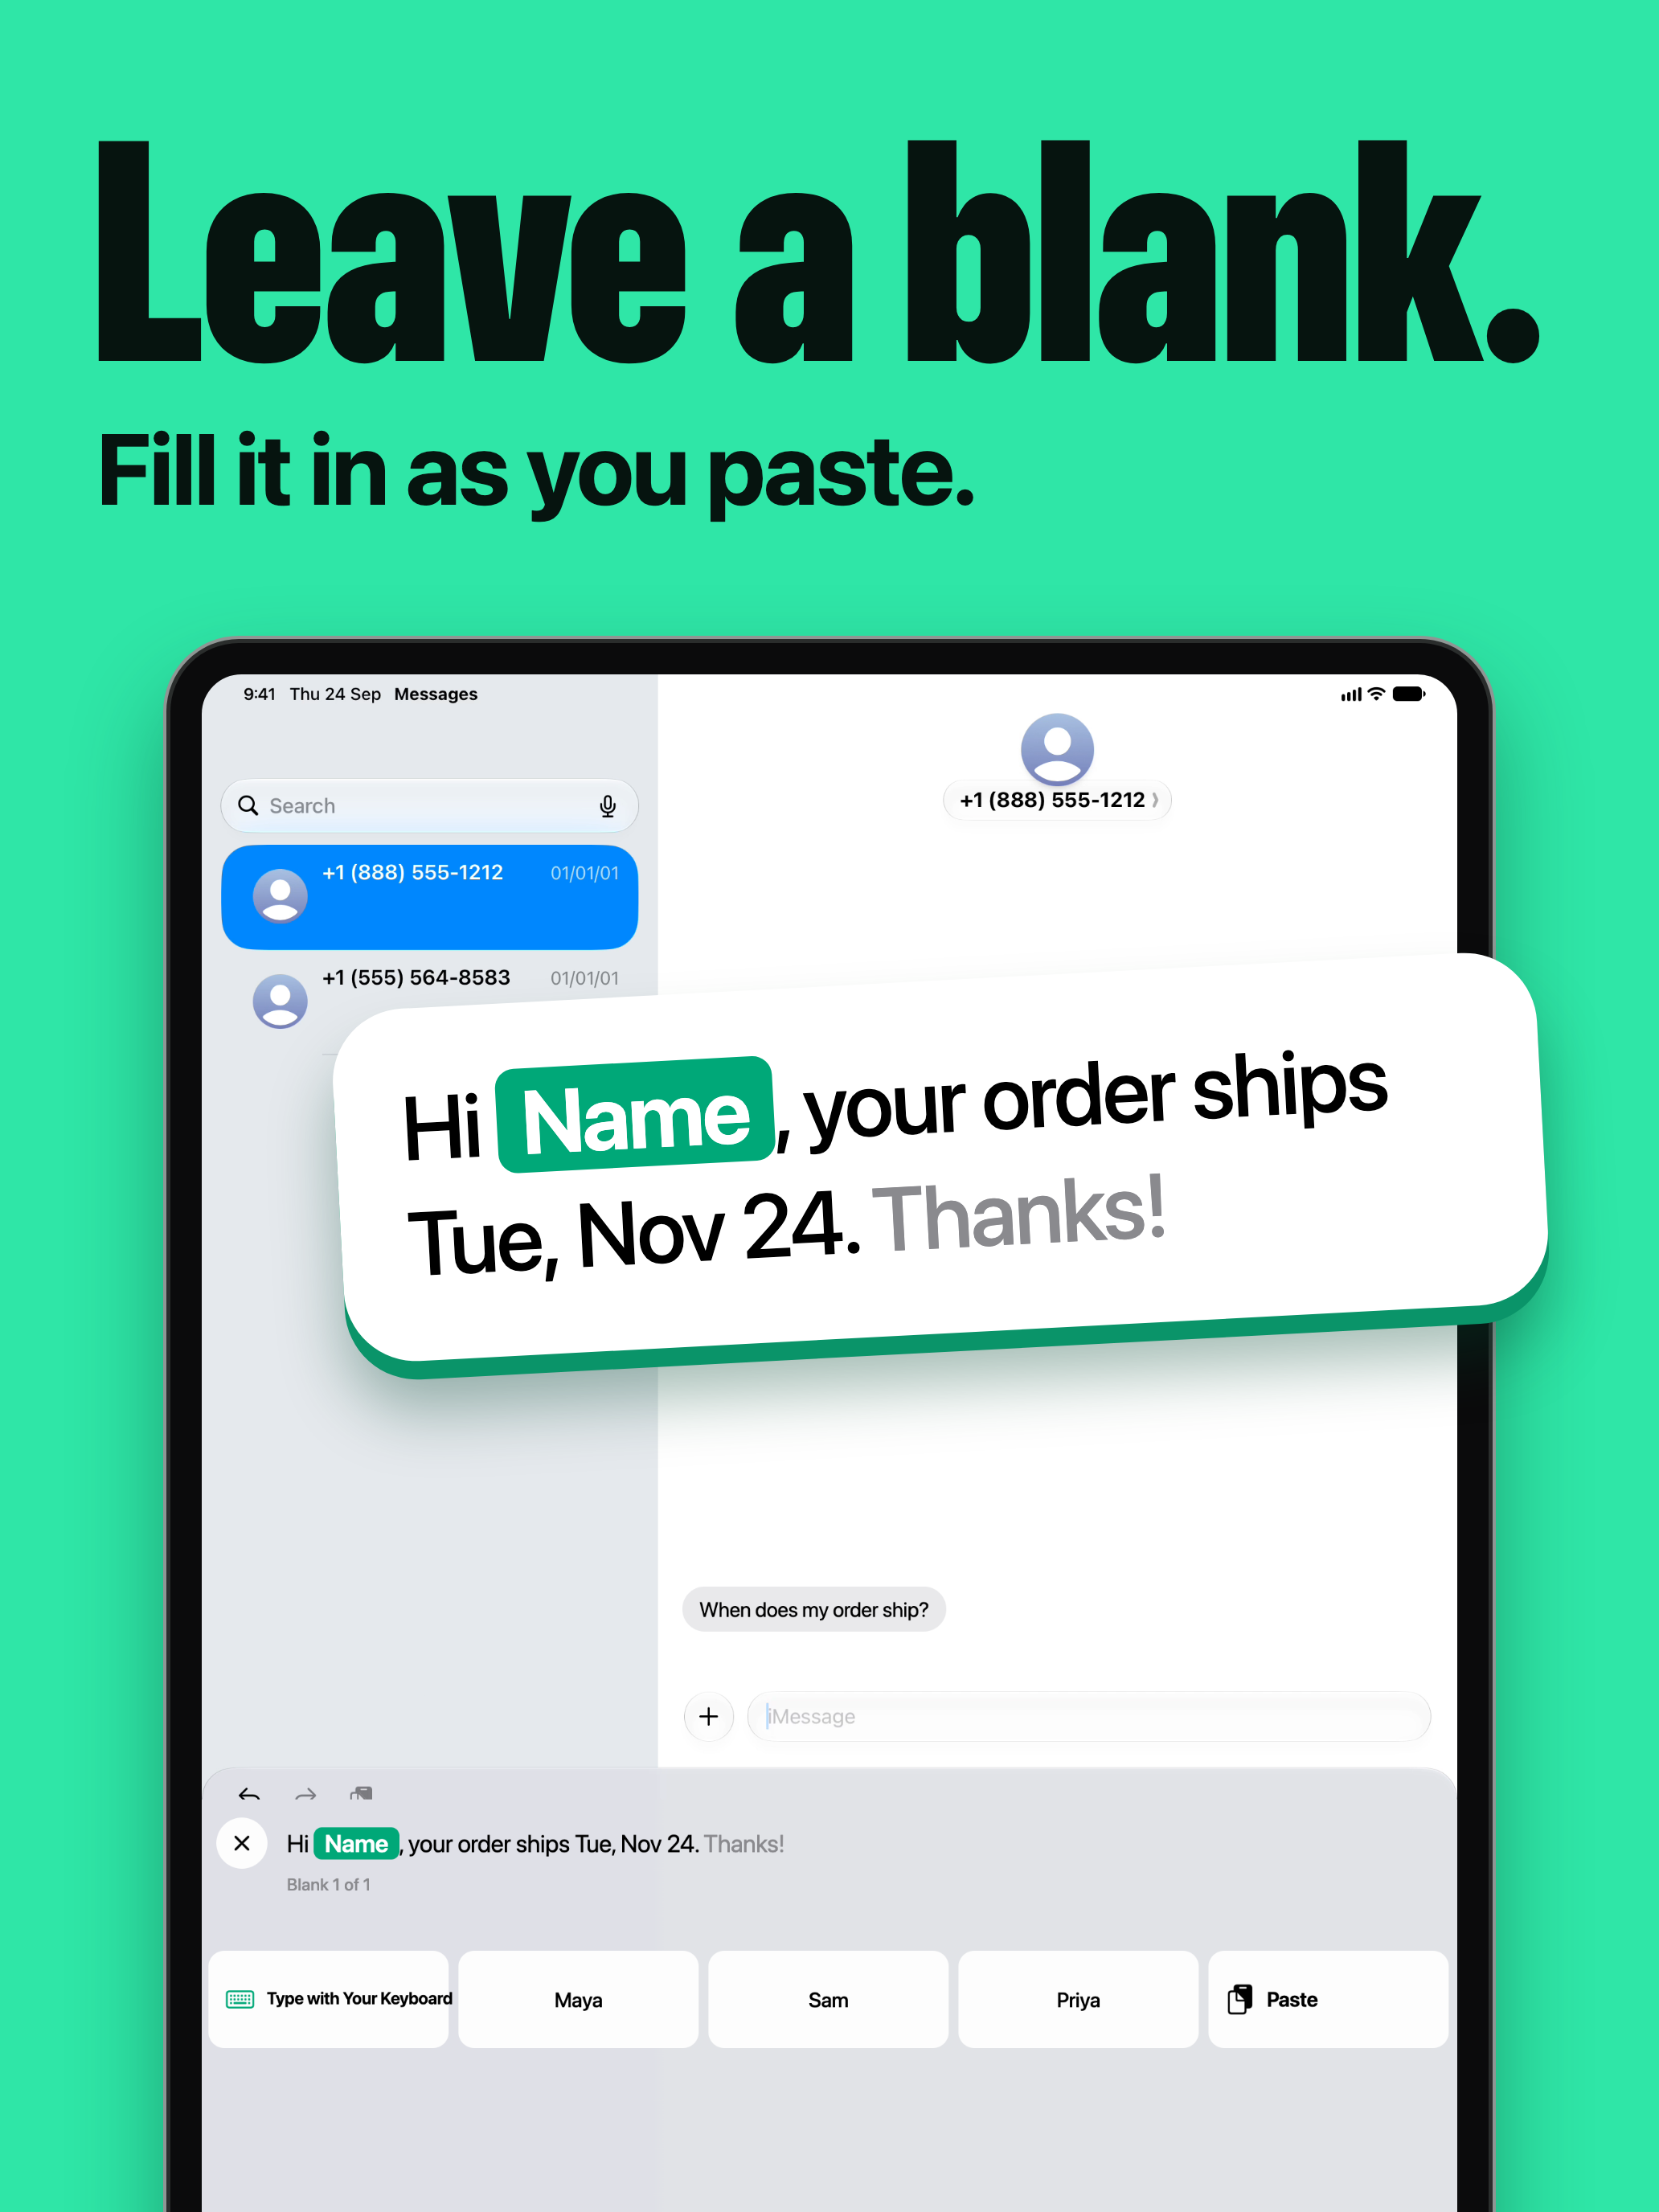 Leave a blank.
Fill it in as you paste.
9:41 Thu 24 Sep Messages
+1 (888) 555-1212
Search
+1 (888) 555-1212 01/01/01
+1 (555) 564-8583 01/01/01
Hi Name, your order ships
Tue, Nov 24. Thanks!
When does my order ship?
iMessage
Hi Name, your order ships Tue, Nov 24. Thanks!
Blank 1 of 1
Type with Your Keyboard
Maya
Sam
Priya
Paste